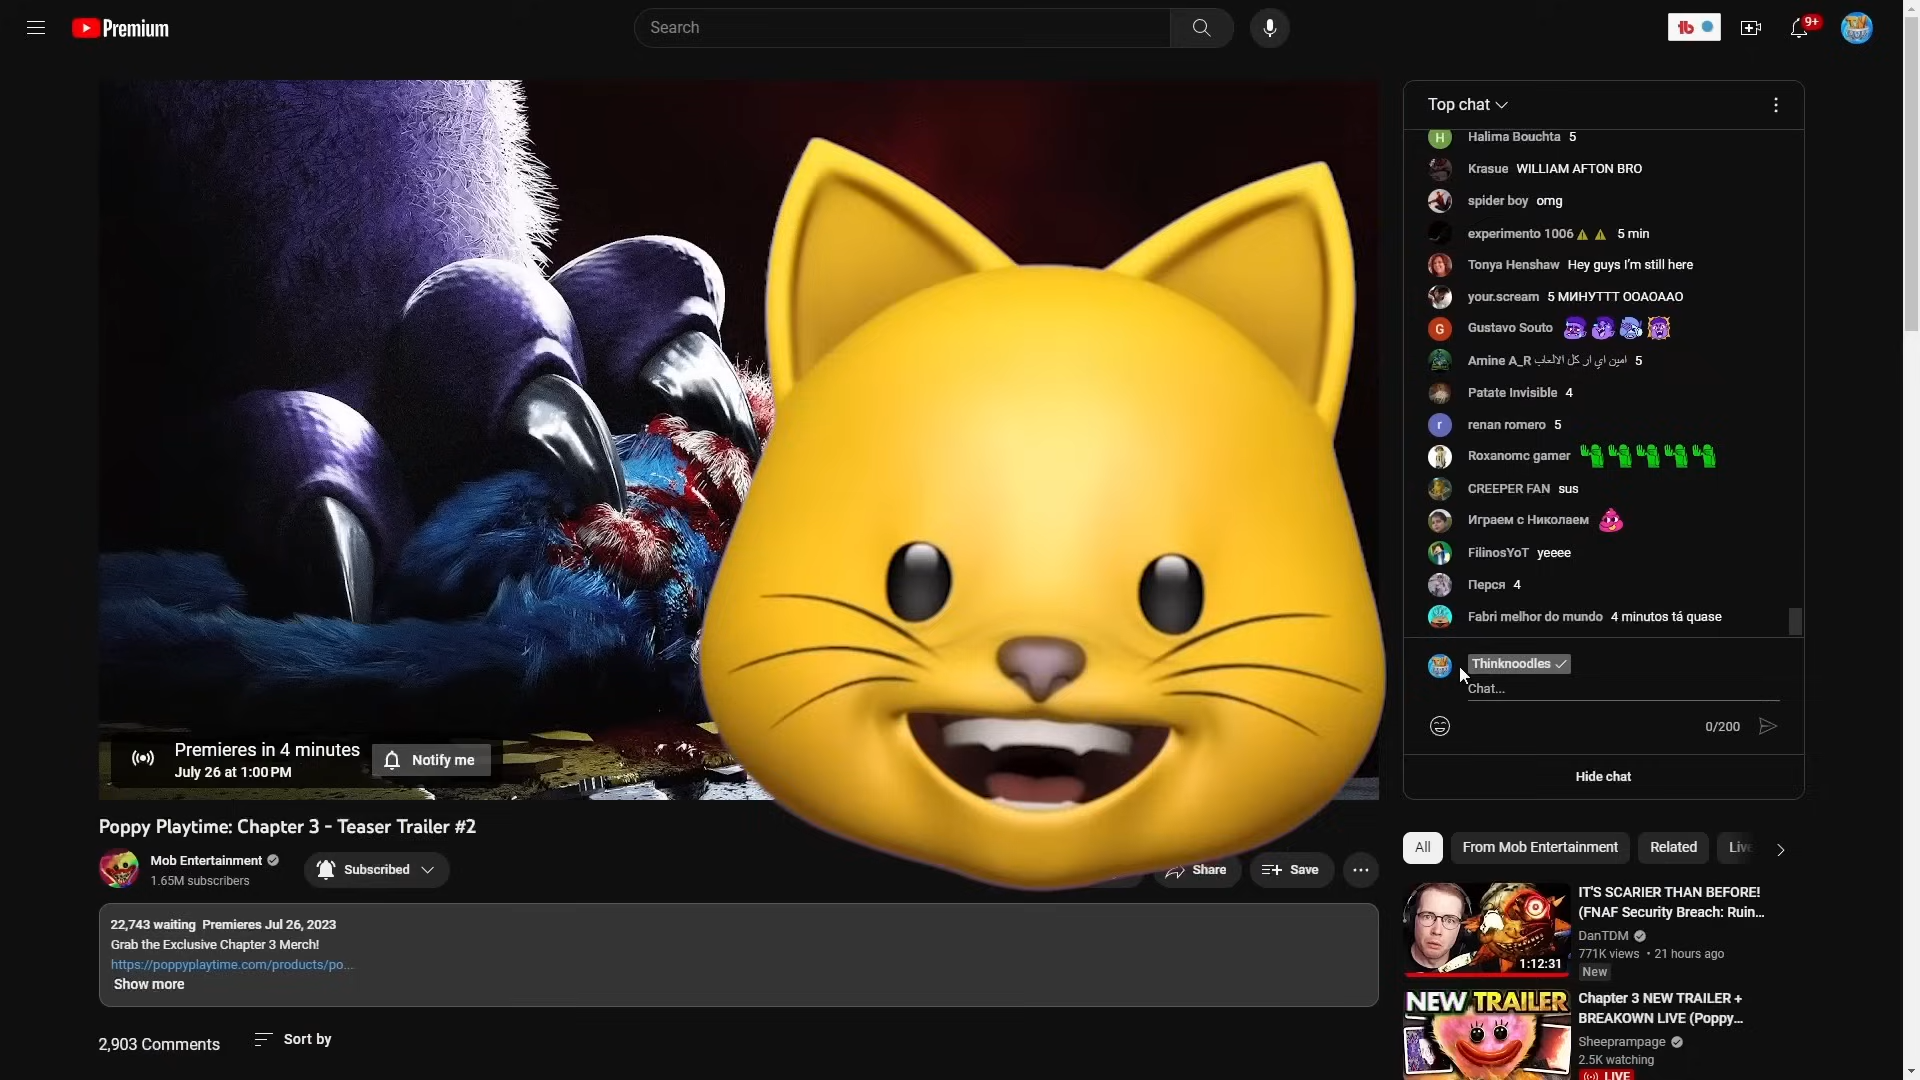 Premium
Search
9+
Top chat
H Halima Bouchta 5
Krasue WILLIAM AFTON BRO
spider boy omg
experimento 1006 5 min
Tonya Henshaw Hey guys I'm still here
your.scream 5 МИНУТТТ ООАОААО
G Gustavo Souto
Amine A_R امين اي ار كل الالعاب 5
Patate Invisible 4
r renan romero 5
Roxanomc gamer
CREEPER FAN sus
Играем с Николаем
FilinosYoT yeeee
Перся 4
Fabri melhor do mundo 4 minutos tá quase
Thinknoodles
Chat...
0/200
Hide chat
Premieres in 4 minutes
July 26 at 1:00 PM
Notify me
Poppy Playtime: Chapter 3 - Teaser Trailer #2
Mob Entertainment
1.65M subscribers
Subscribed
Share
Save
22,743 waiting Premieres Jul 26, 2023
Grab the Exclusive Chapter 3 Merch!
https://poppyplaytime.com/products/po...
Show more
2,903 Comments
Sort by
All
From Mob Entertainment
Related
Live
1:12:31
IT'S SCARIER THAN BEFORE!
(FNAF Security Breach: Ruin...
DanTDM
771K views • 21 hours ago
New
NEW TRAILER
LIVE
Chapter 3 NEW TRAILER +
BREAKOWN LIVE (Poppy...
Sheeprampage
2.5K watching